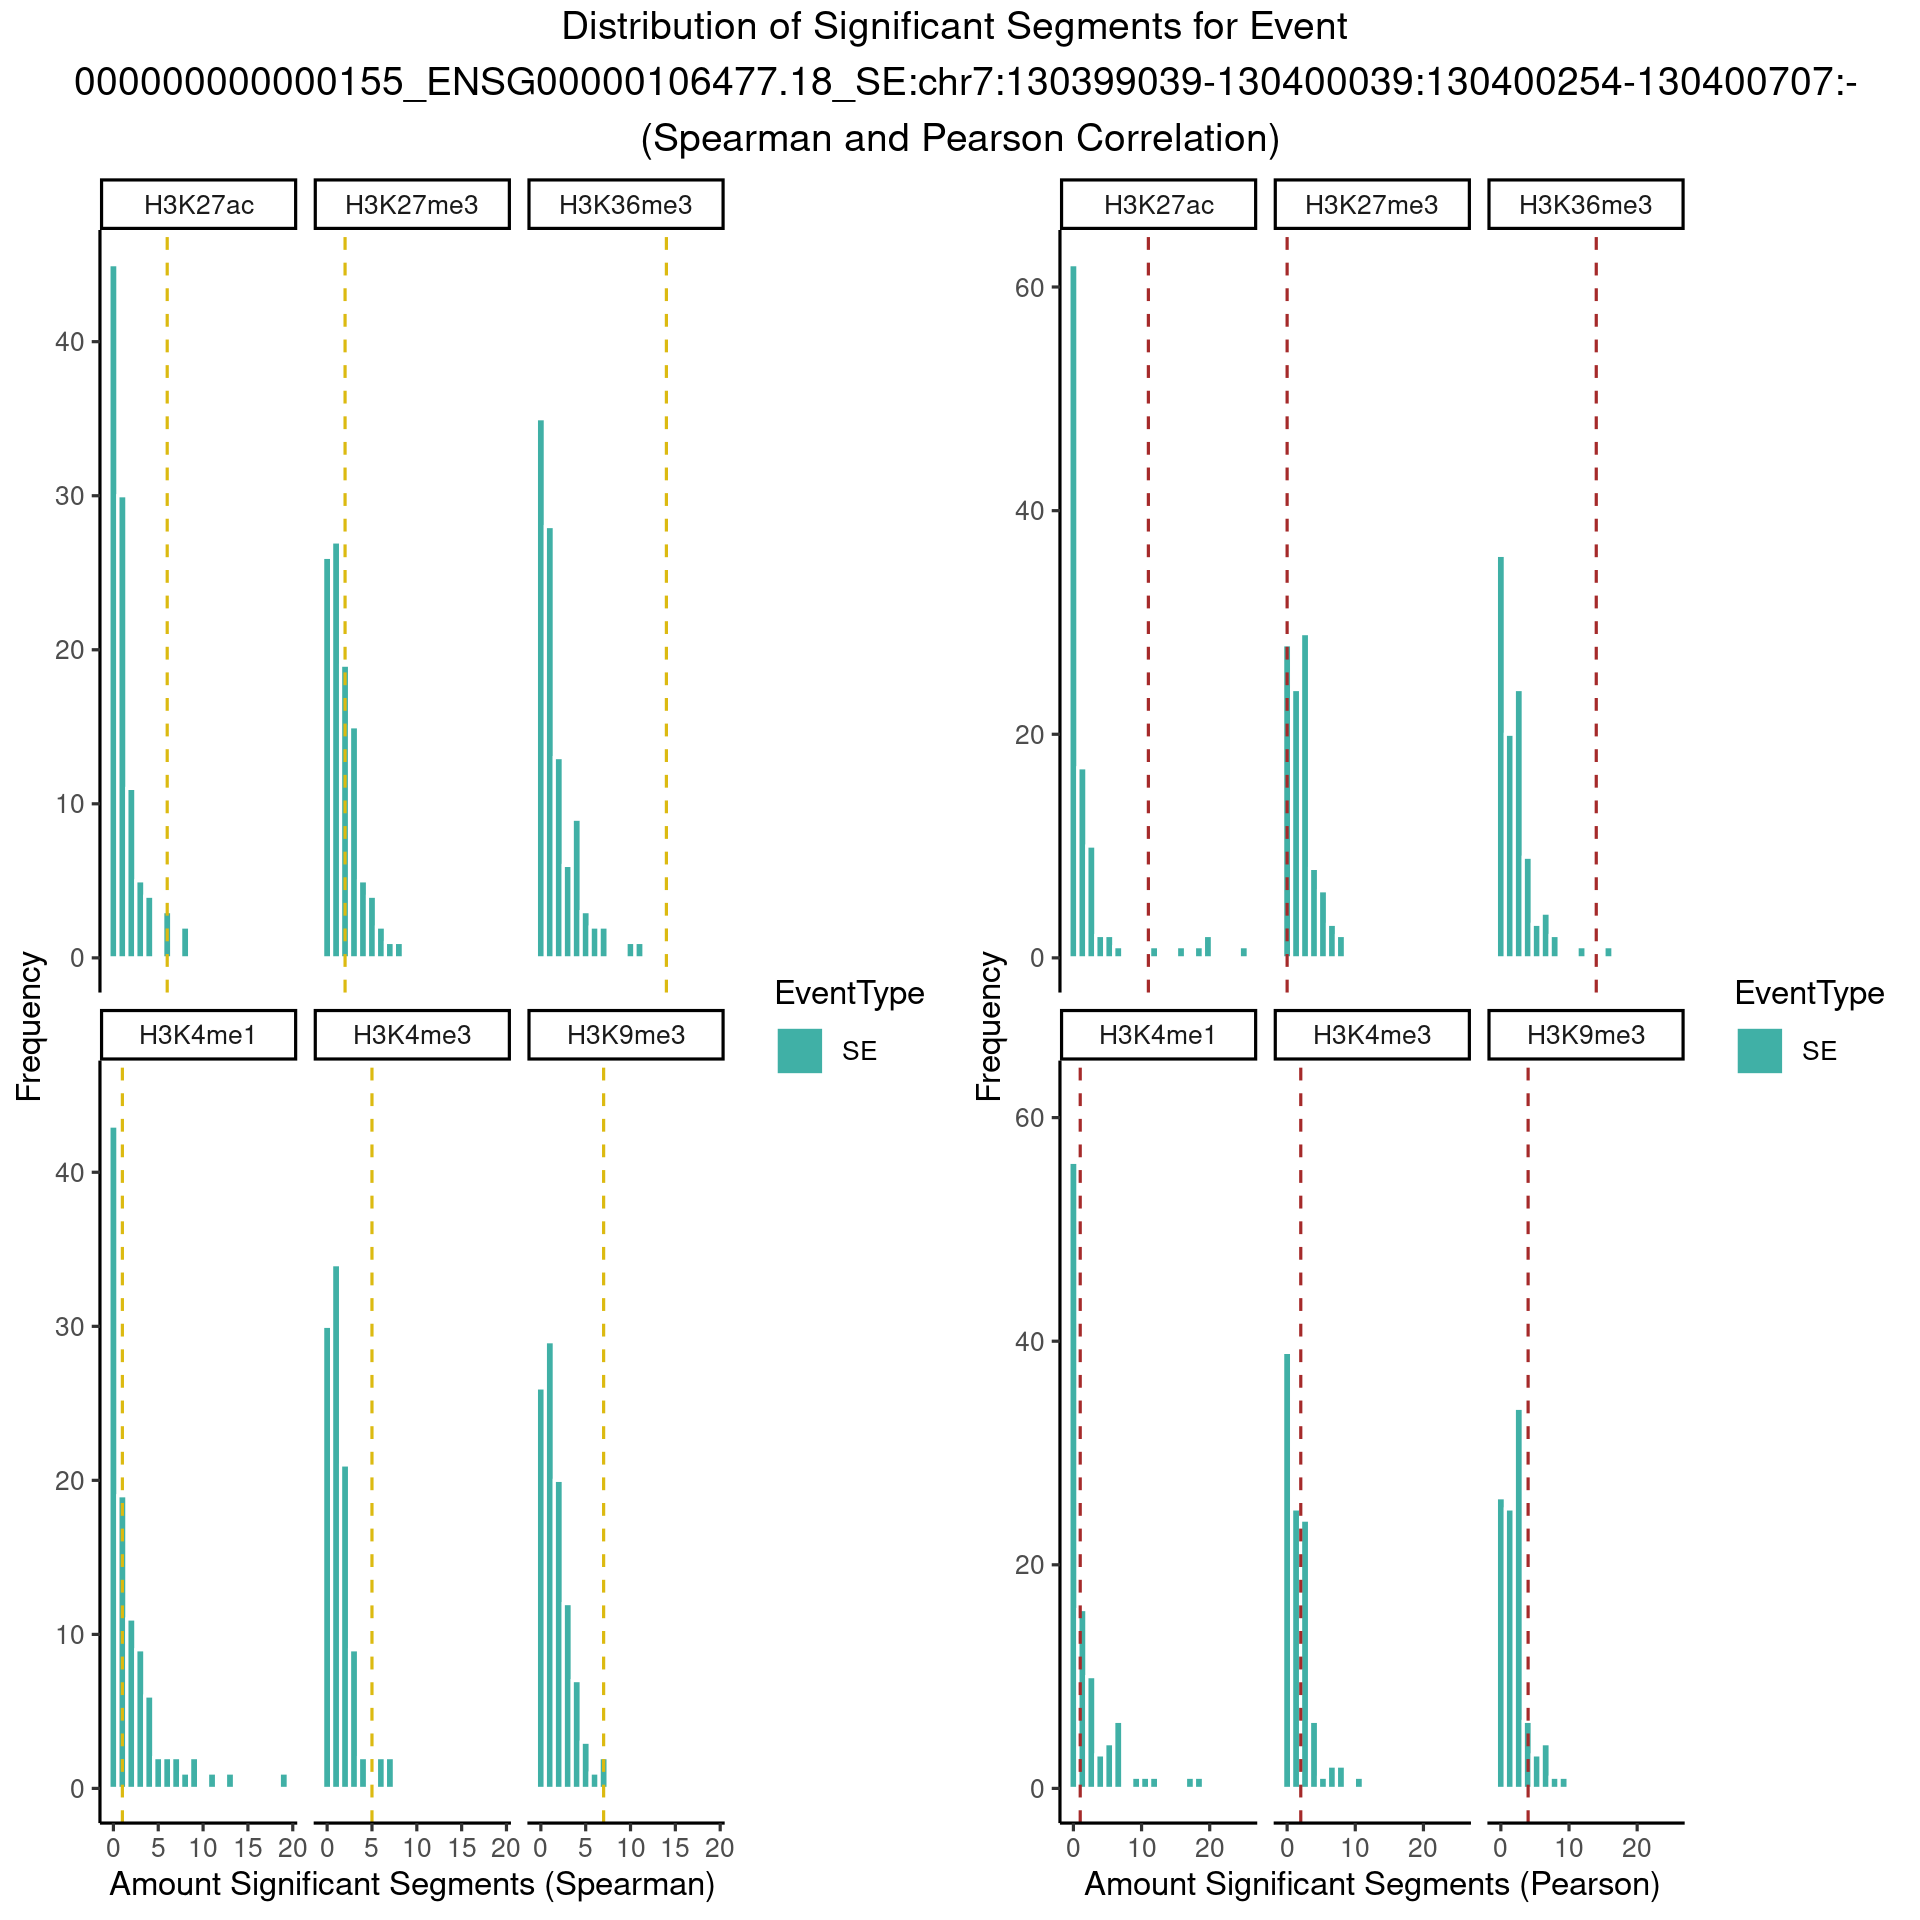 Distribution of Significant Segments for Event
000000000000155_ENSG00000106477.18_SE:chr7:130399039-130400039:130400254-130400707:-
(Spearman and Pearson Correlation)
H3K27ac H3K27me3 H3K36me3
40
30
20
10
0
H3K4me1 H3K4me3 H3K9me3
40
30
20
10
0
0 5 10 15 20 0 5 10 15 20 0 5 10 15 20
Frequency
Amount Significant Segments (Spearman)
EventType
SE
H3K27ac H3K27me3 H3K36me3
60
40
20
0
H3K4me1 H3K4me3 H3K9me3
60
40
20
0
0 10 20 0 10 20 0 10 20
Frequency
Amount Significant Segments (Pearson)
EventType
SE